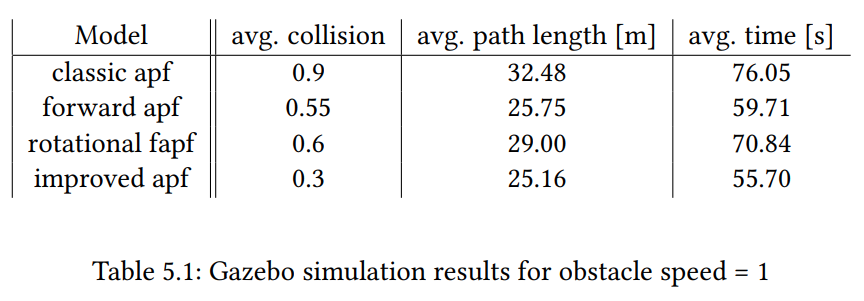 Model avg. collision avg. path length [m] avg. time [s]
classic apf 0.9 32.48 76.05
forward apf 0.55 25.75 59.71
rotational fapf 0.6 29.00 70.84
improved apf 0.3 25.16 55.70
Table 5.1: Gazebo simulation results for obstacle speed = 1